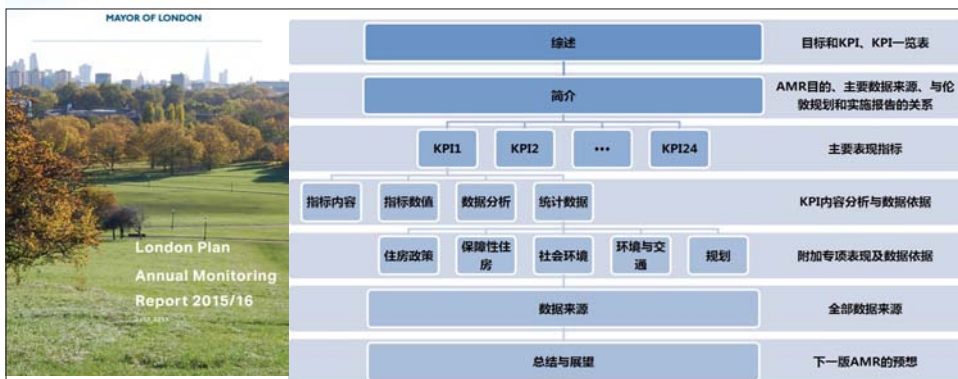 MAYOR OF LONDON
London Plan
Annual Monitoring
Report 2015/16
综述
目标和KPI、KPI一览表
简介
AMR目的、主要数据来源、与伦
敦规划和实施报告的关系
KPI1
KPI2
•••
KPI24
主要表现指标
指标内容
指标数值
数据分析
统计数据
KPI内容分析与数据依据
住房政策
保障性住
房
社会环境
环境与交
通
规划
附加专项表现及数据依据
数据来源
全部数据来源
总结与展望
下一版AMR的预想